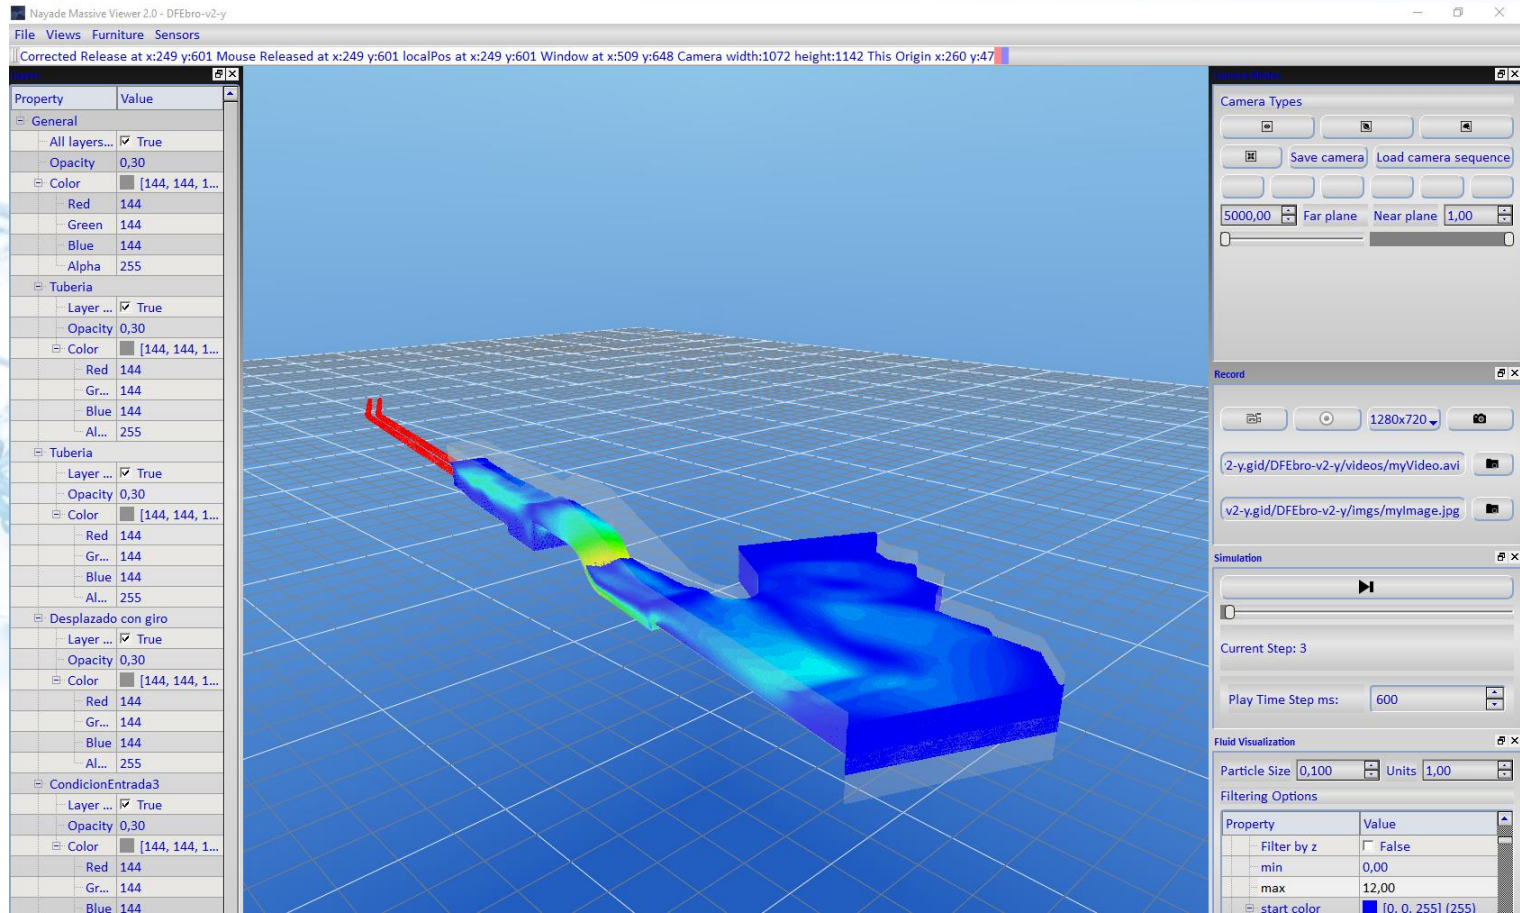 Nayade Massive Viewer 2.0 - DFEbro-v2-y
File Views Furniture Sensors
Corrected Release at x:249 y:601 Mouse Released at x:249 y:601 localPos at x:249 y:601 Window at x:509 y:648 Camera width:1072 height:1142 This Origin x:260 y:47
Property Value
General
All layers... True
Opacity 0,30
Color [144, 144, 1...
Red 144
Green 144
Blue 144
Alpha 255
Tuberia
Layer ... True
Opacity 0,30
Color [144, 144, 1...
Red 144
Gr... 144
Blue 144
Al... 255
Tuberia
Layer ... True
Opacity 0,30
Color [144, 144, 1...
Red 144
Gr... 144
Blue 144
Al... 255
Desplazado con giro
Layer ... True
Opacity 0,30
Color [144, 144, 1...
Red 144
Gr... 144
Blue 144
Al... 255
CondicionEntrada3
Layer ... True
Opacity 0,30
Color [144, 144, 1...
Red 144
Gr... 144
Blue 144
Camera Types
Save camera Load camera sequence
5000,00 Far plane Near plane 1,00
Record
1280x720
2-y.gid/DFEbro-v2-y/videos/myVideo.avi
v2-y.gid/DFEbro-v2-y/imgs/myImage.jpg
Simulation
Current Step: 3
Play Time Step ms: 600
Fluid Visualization
Particle Size 0,100 Units 1,00
Filtering Options
Property Value
Filter by z False
min 0,00
max 12,00
start color [0, 0, 255] (255)